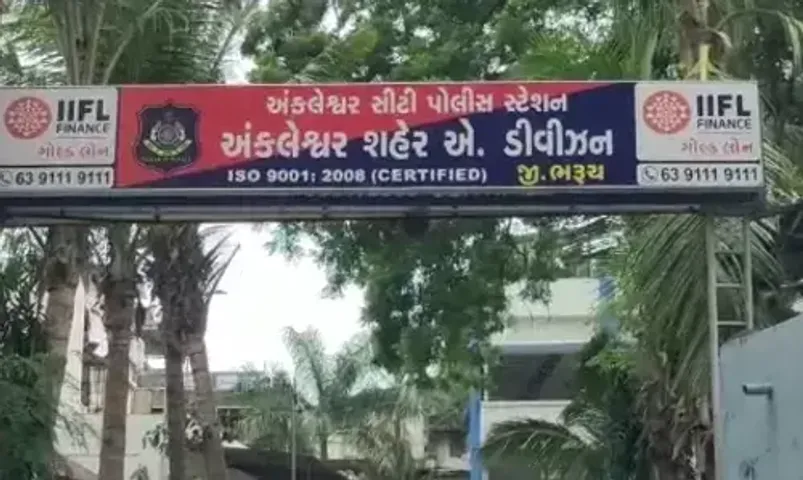 IIFL
FINANCE
ગોલ્ડ લોન
63 9111 9111
અંકલેશ્વર સીટી પોલીસ સ્ટેશન
અંકલેશ્વર શહેર એ. ડીવીઝન
ISO 9001: 2008 (CERTIFIED) જી. ભરૂચ
IIFL
FINANCE
ગોલ્ડ લોન
63 9111 9111